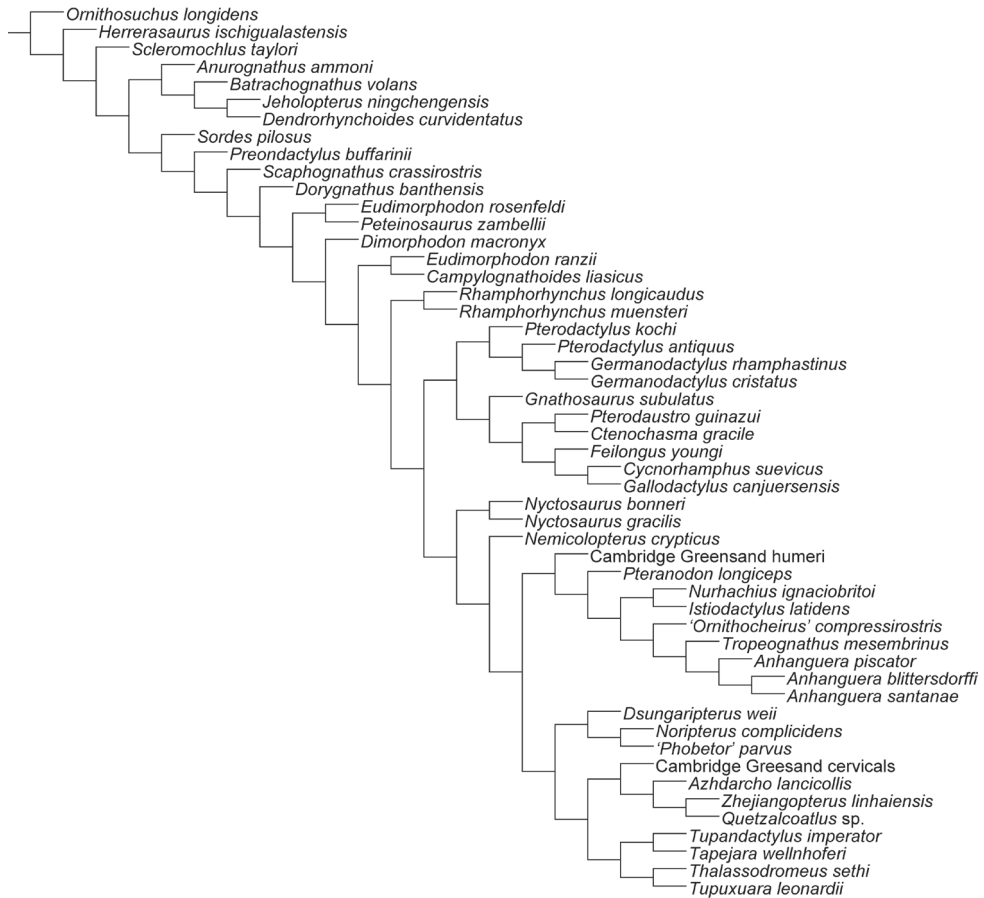 Ornithosuchus longidens
Herrerasaurus ischigualastensis
Scleromochlus taylori
Anurognathus ammoni
Batrachognathus volans
Jeholopterus ningchengensis
Dendrorhynchoides curvidentatus
Sordes pilosus
Preondactylus buffarinii
Scaphognathus crassirostris
Dorygnathus banthensis
Eudimorphodon rosenfeldi
Peteinosaurus zambellii
Dimorphodon macronyx
Eudimorphodon ranzii
Campylognathoides liasicus
Rhamphorhynchus longicaudus
Rhamphorhynchus muensteri
Pterodactylus kochi
Pterodactylus antiquus
Germanodactylus rhamphastinus
Germanodactylus cristatus
Gnathosaurus subulatus
Pterodaustro guinazui
Ctenochasma gracile
Feilongus youngi
Cycnorhamphus suevicus
Gallodactylus canjuersensis
Nyctosaurus bonneri
Nyctosaurus gracilis
Nemicolopterus crypticus
Cambridge Greensand humeri
Pteranodon longiceps
Nurhachius ignaciobritoi
Istiodactylus latidens
‘Ornithocheirus’ compressirostris
Tropeognathus mesembrinus
Anhanguera piscator
Anhanguera blittersdorffi
Anhanguera santanae
Dsungaripterus weii
Noripterus complicidens
‘Phobetor’ parvus
Cambridge Greesand cervicals
Azhdarcho lancicollis
Zhejiangopterus linhaiensis
Quetzalcoatlus sp.
Tupandactylus imperator
Tapejara wellnhoferi
Thalassodromeus sethi
Tupuxuara leonardii